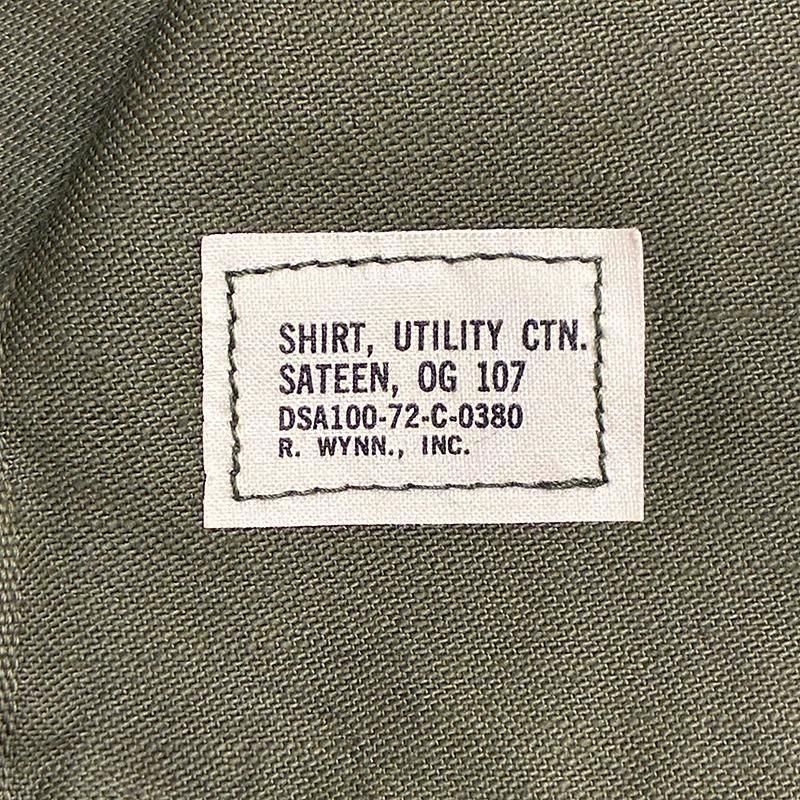 SHIRT, UTILITY CTN.
SATEEN, OG 107
DSA100-72-C-0380
R. WYNN., INC.